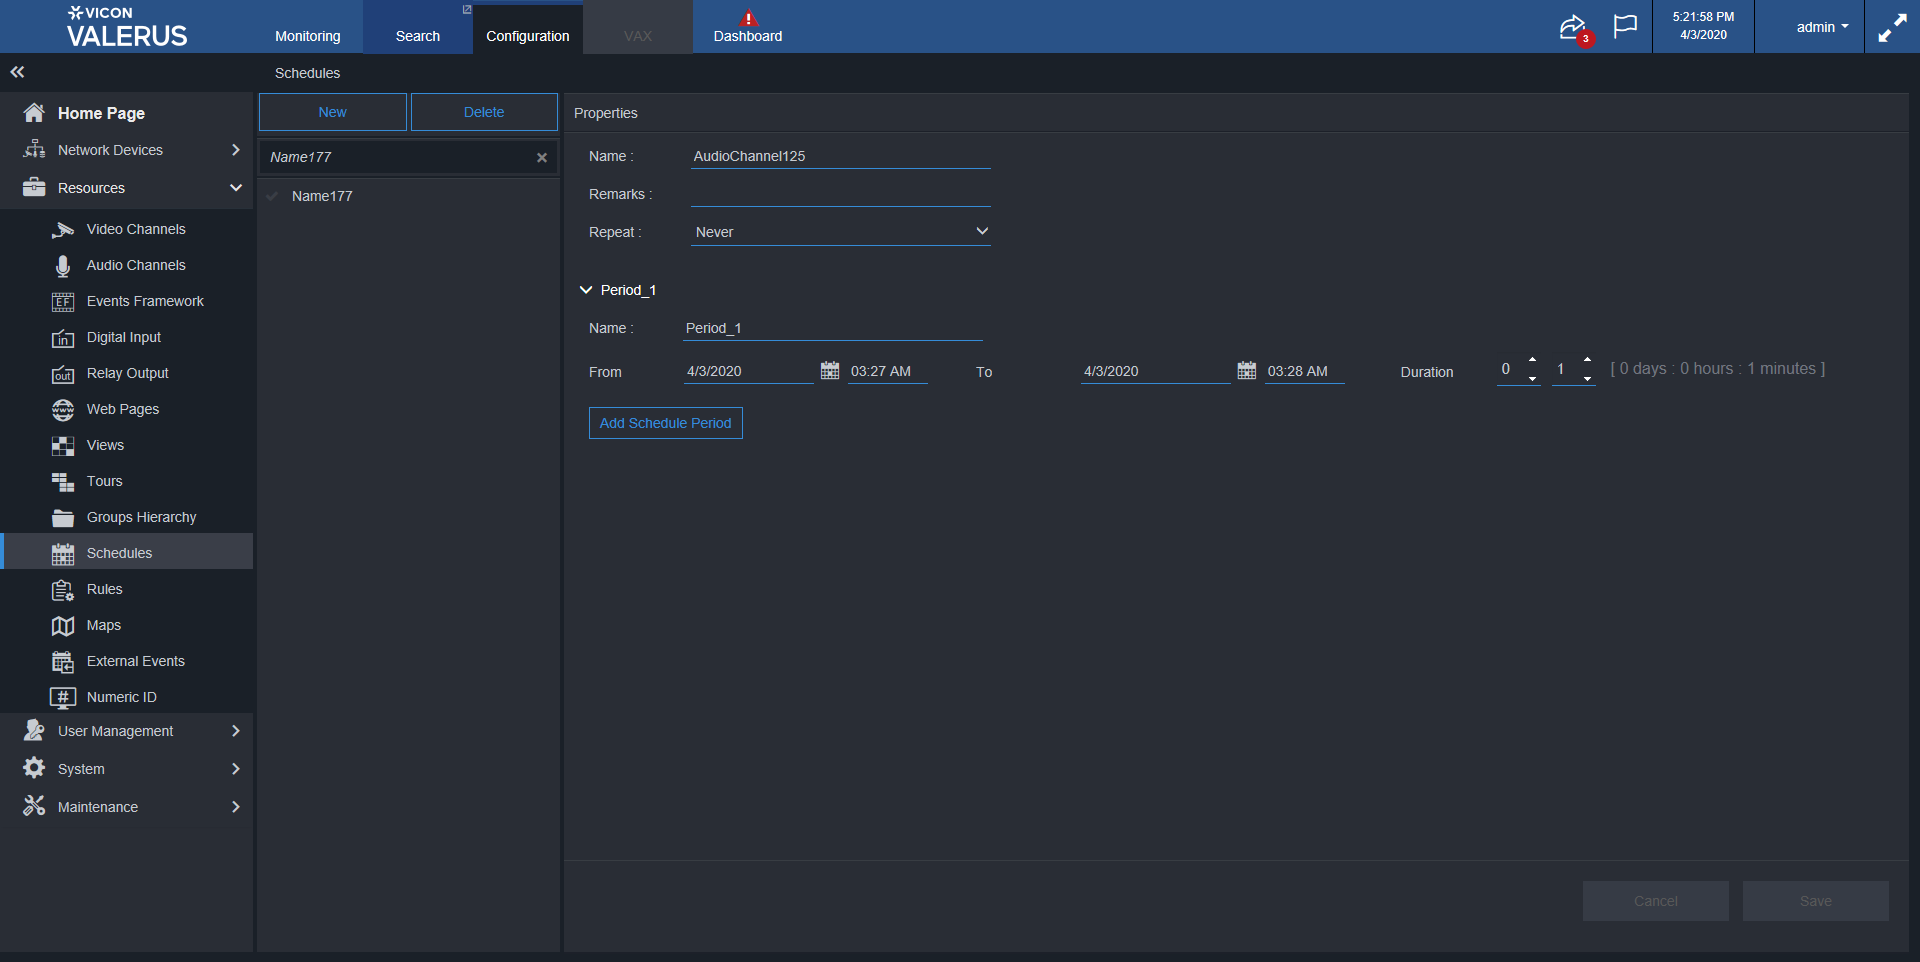 VICON
VALERUS
Monitoring
Search
Configuration
VAX
Dashboard
3
5:21:58 PM
4/3/2020
admin
Schedules
Home Page
Network Devices
Resources
Video Channels
Audio Channels
EF
Events Framework
in
Digital Input
out
Relay Output
www
Web Pages
Views
Tours
Groups Hierarchy
Schedules
Rules
Maps
External Events
#
Numeric ID
User Management
System
Maintenance
New
Delete
Name177
Name177
Properties
Name :
AudioChannel125
Remarks :
Repeat :
Never
Period_1
Name :
Period_1
From
4/3/2020
03:27 AM
To
4/3/2020
03:28 AM
Duration
0
1
[ 0 days : 0 hours : 1 minutes ]
Add Schedule Period
Cancel
Save